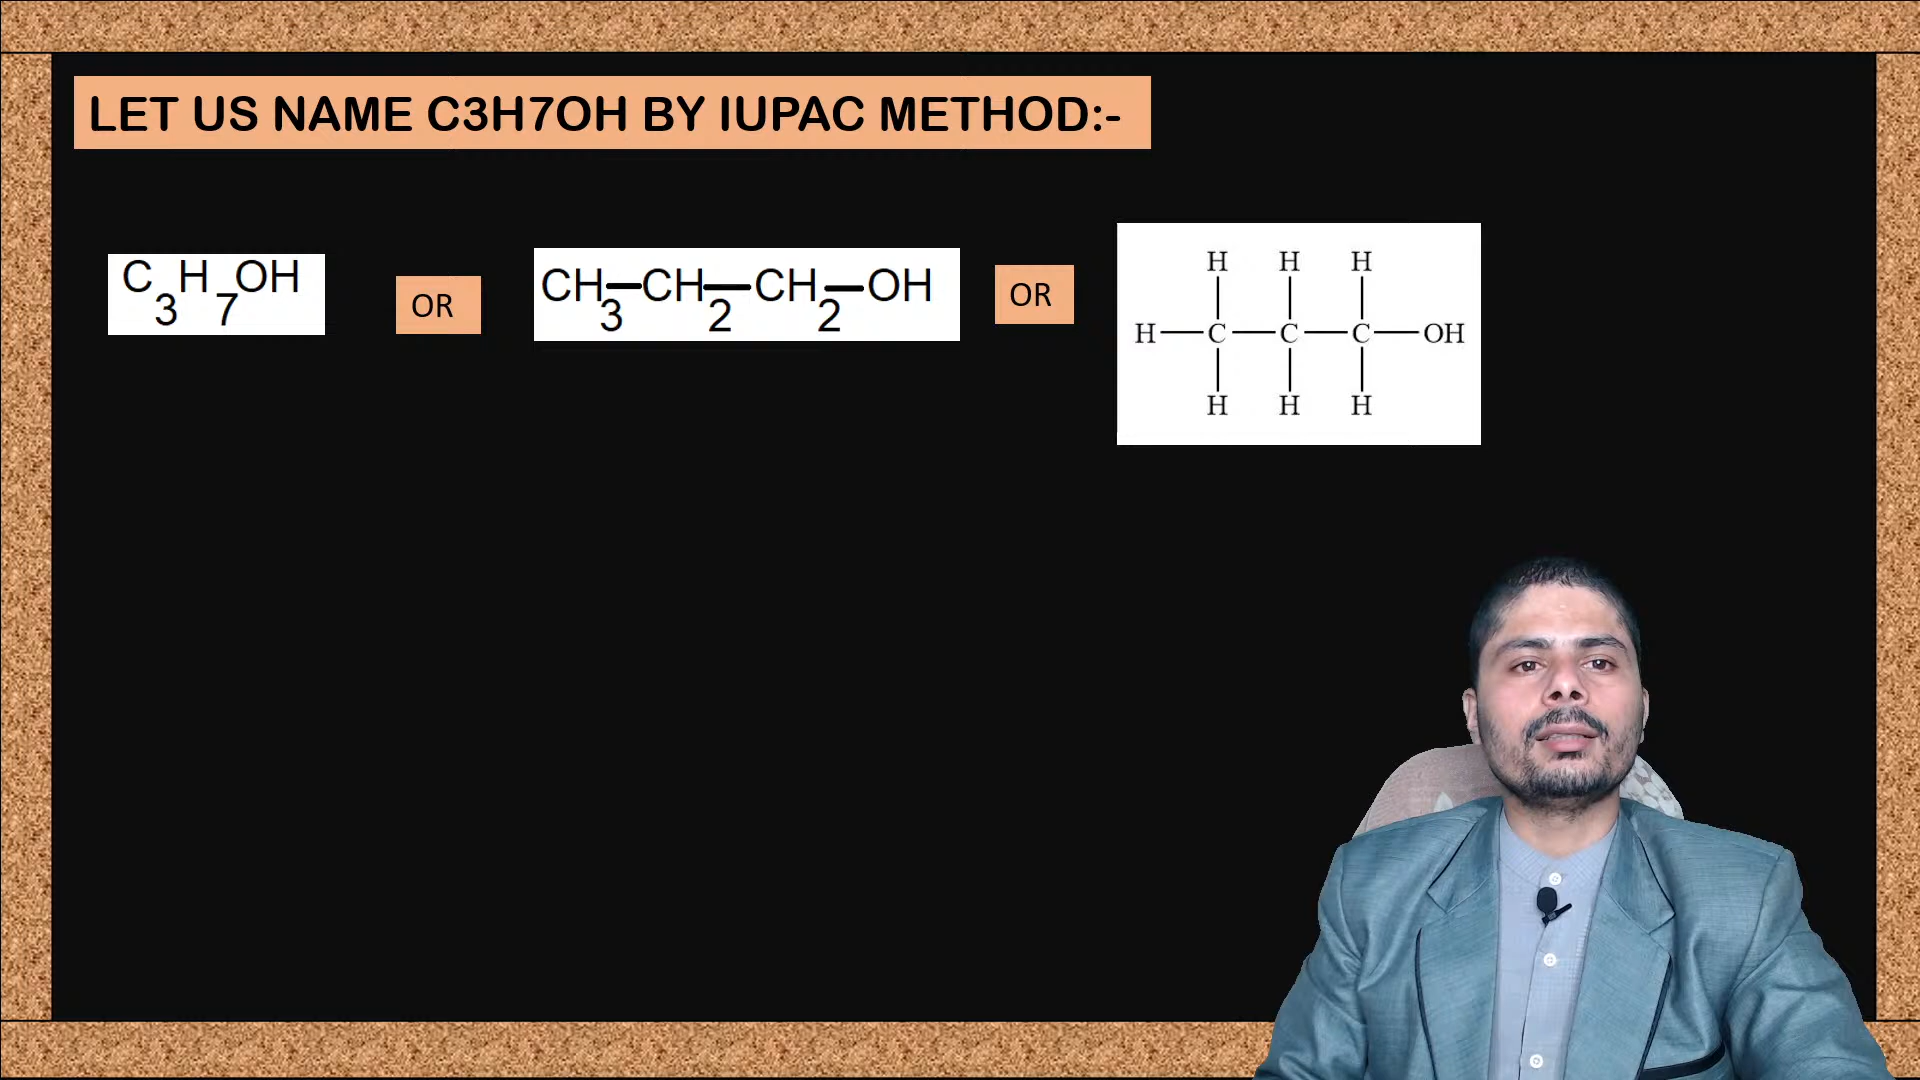 LET US NAME C3H7OH BY IUPAC METHOD:-
C3H7OH
OR
CH3—CH2—CH2—OH
OR
H H H
H—C—C—C—OH
H H H